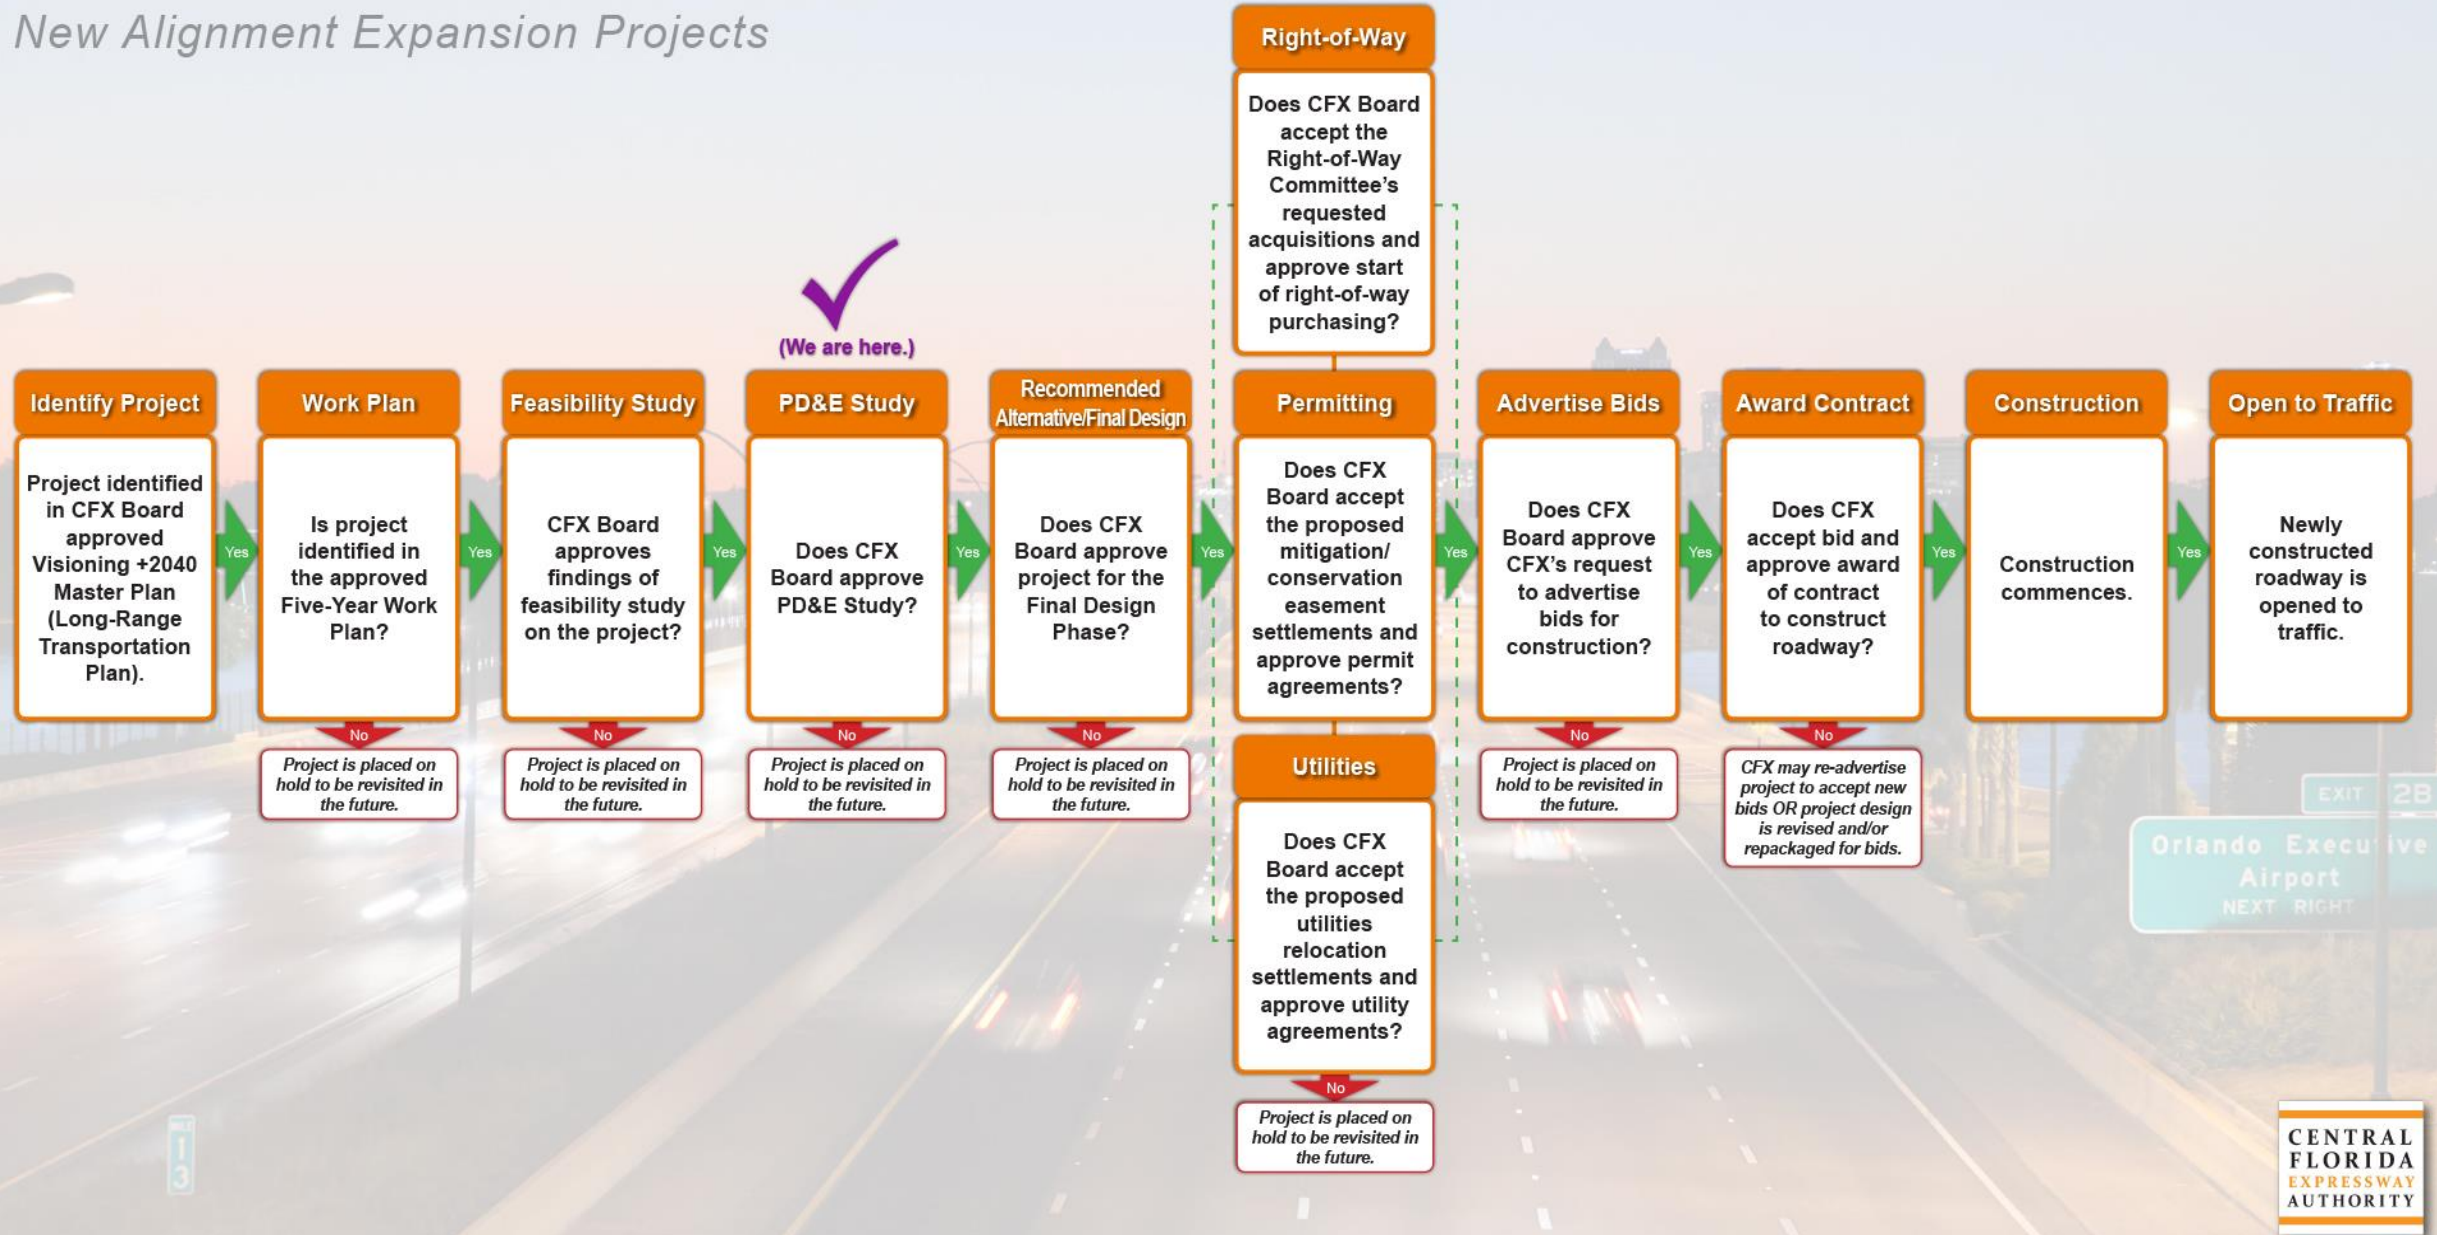 New Alignment Expansion Projects
Right-of-Way
Does CFX Board
accept the
Right-of-Way
Committee's
requested
acquisitions and
approve start
of right-of-way
purchasing?
(We are here.)
Identify Project
Project identified
in CFX Board
approved
Visioning +2040
Master Plan
(Long-Range
Transportation
Plan).
Yes
Work Plan
Is project
identified in
the approved
Five-Year Work
Plan?
No
Project is placed on
hold to be revisited in
the future.
Yes
Feasibility Study
CFX Board
approves
findings of
feasibility study
on the project?
No
Project is placed on
hold to be revisited in
the future.
Yes
PD&E Study
Does CFX
Board approve
PD&E Study?
No
Project is placed on
hold to be revisited in
the future.
Yes
Recommended
Alternative/Final Design
Does CFX
Board approve
project for the
Final Design
Phase?
No
Project is placed on
hold to be revisited in
the future.
Yes
Permitting
Does CFX
Board accept
the proposed
mitigation/
conservation
easement
settlements and
approve permit
agreements?
Utilities
Does CFX
Board accept
the proposed
utilities
relocation
settlements and
approve utility
agreements?
No
Project is placed on
hold to be revisited in
the future.
Yes
Advertise Bids
Does CFX
Board approve
CFX's request
to advertise
bids for
construction?
No
Project is placed on
hold to be revisited in
the future.
Yes
Award Contract
Does CFX
accept bid and
approve award
of contract
to construct
roadway?
No
CFX may re-advertise
project to accept new
bids OR project design
is revised and/or
repackaged for bids.
Yes
Construction
Construction
commences.
Yes
Open to Traffic
Newly
constructed
roadway is
opened to
traffic.
EXIT 2B
Orlando Executive
Airport
NEXT RIGHT
MILE
1
3
CENTRAL
FLORIDA
EXPRESSWAY
AUTHORITY